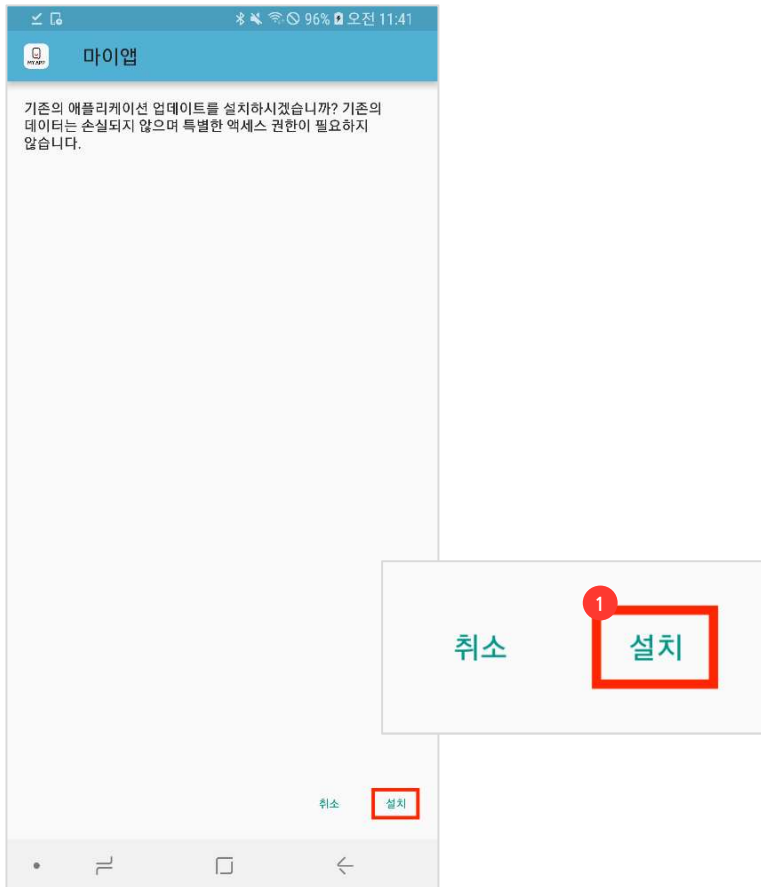 96% 오전 11:41
MY APP
마이앱
기존의 애플리케이션 업데이트를 설치하시겠습니까? 기존의
데이터는 손실되지 않으며 특별한 액세스 권한이 필요하지
않습니다.
1
취소 설치
취소 설치